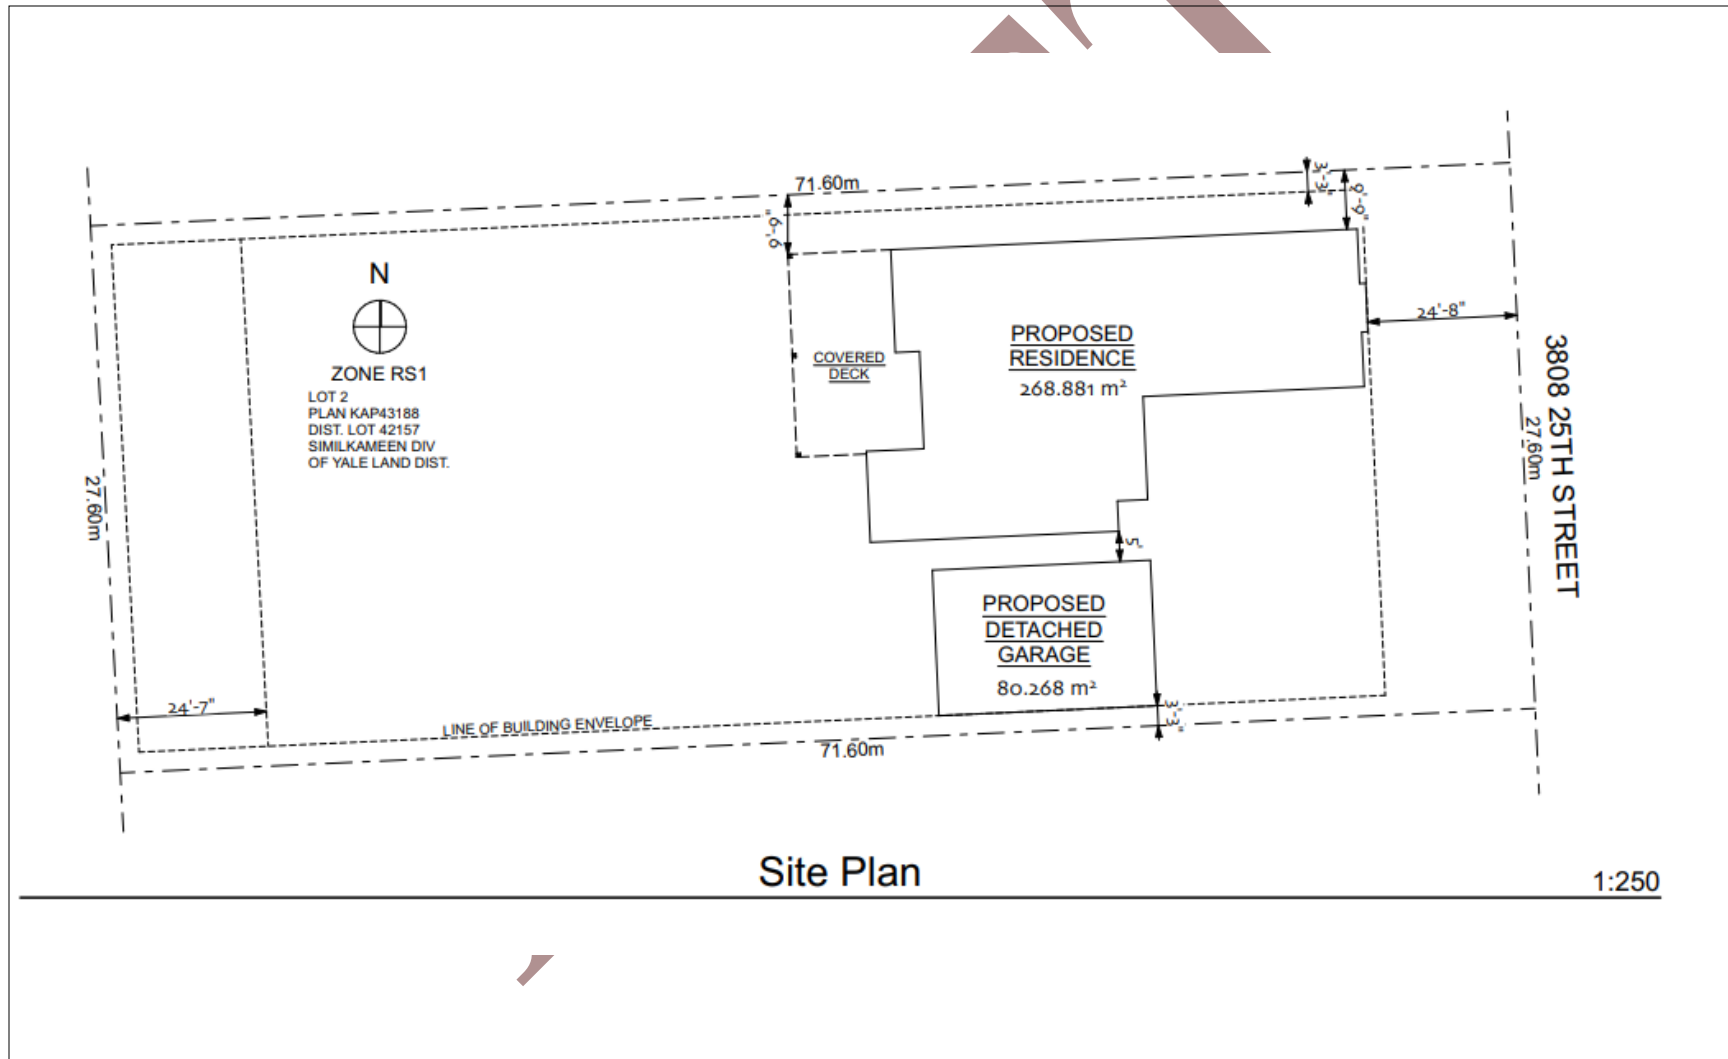 71.60m
3'-3"
9'-9"
9'-9"
N
ZONE RS1
LOT 2
PLAN KAP43188
DIST. LOT 42157
SIMILKAMEEN DIV
OF YALE LAND DIST.
COVERED
DECK
PROPOSED
RESIDENCE
268.881 m²
24'-8"
3808 25TH STREET
27.60m
27.60m
5'
PROPOSED
DETACHED
GARAGE
80.268 m²
24'-7"
LINE OF BUILDING ENVELOPE
3'-3"
71.60m
Site Plan
1:250